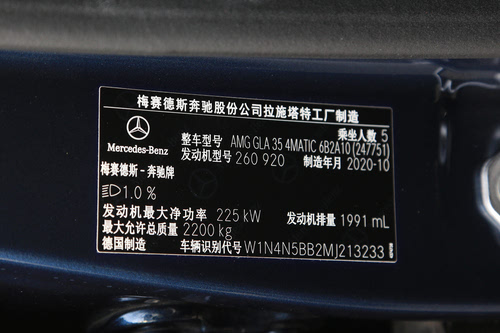 梅赛德斯奔驰股份公司拉施塔特工厂制造
乘坐人数 5
Mercedes-Benz
整车型号 AMG GLA 35 4MATIC 6B2A10 (247751)
发动机型号 260 920 制造年月 2020-10
梅赛德斯-奔驰牌
1.0 %
发动机最大净功率 225 kW 发动机排量 1991 mL
最大允许总质量 2200 kg
德国制造 车辆识别代号 W1N4N5BB2MJ213233